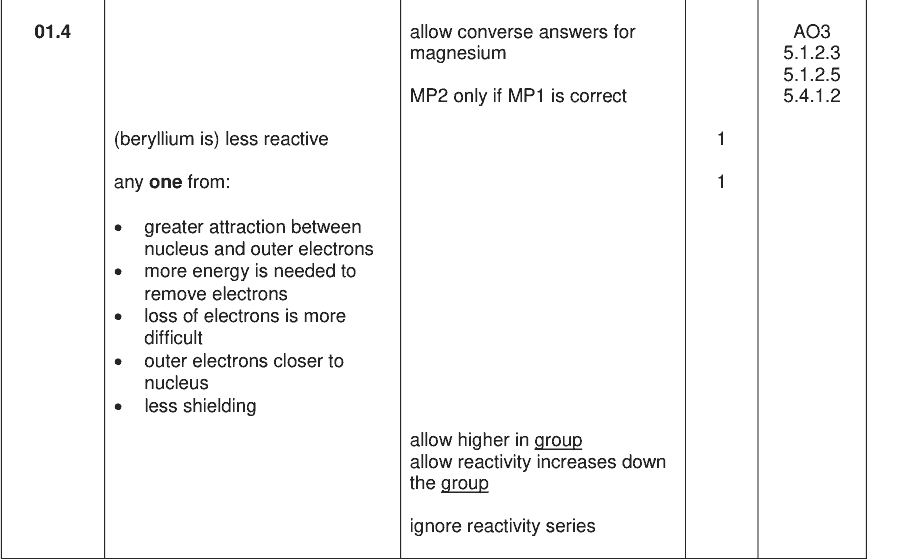 01.4
allow converse answers for
magnesium
MP2 only if MP1 is correct
AO3
5.1.2.3
5.1.2.5
5.4.1.2
(beryllium is) less reactive
1
any one from:
1
• greater attraction between
nucleus and outer electrons
• more energy is needed to
remove electrons
• loss of electrons is more
difficult
• outer electrons closer to
nucleus
• less shielding
allow higher in group
allow reactivity increases down
the group
ignore reactivity series